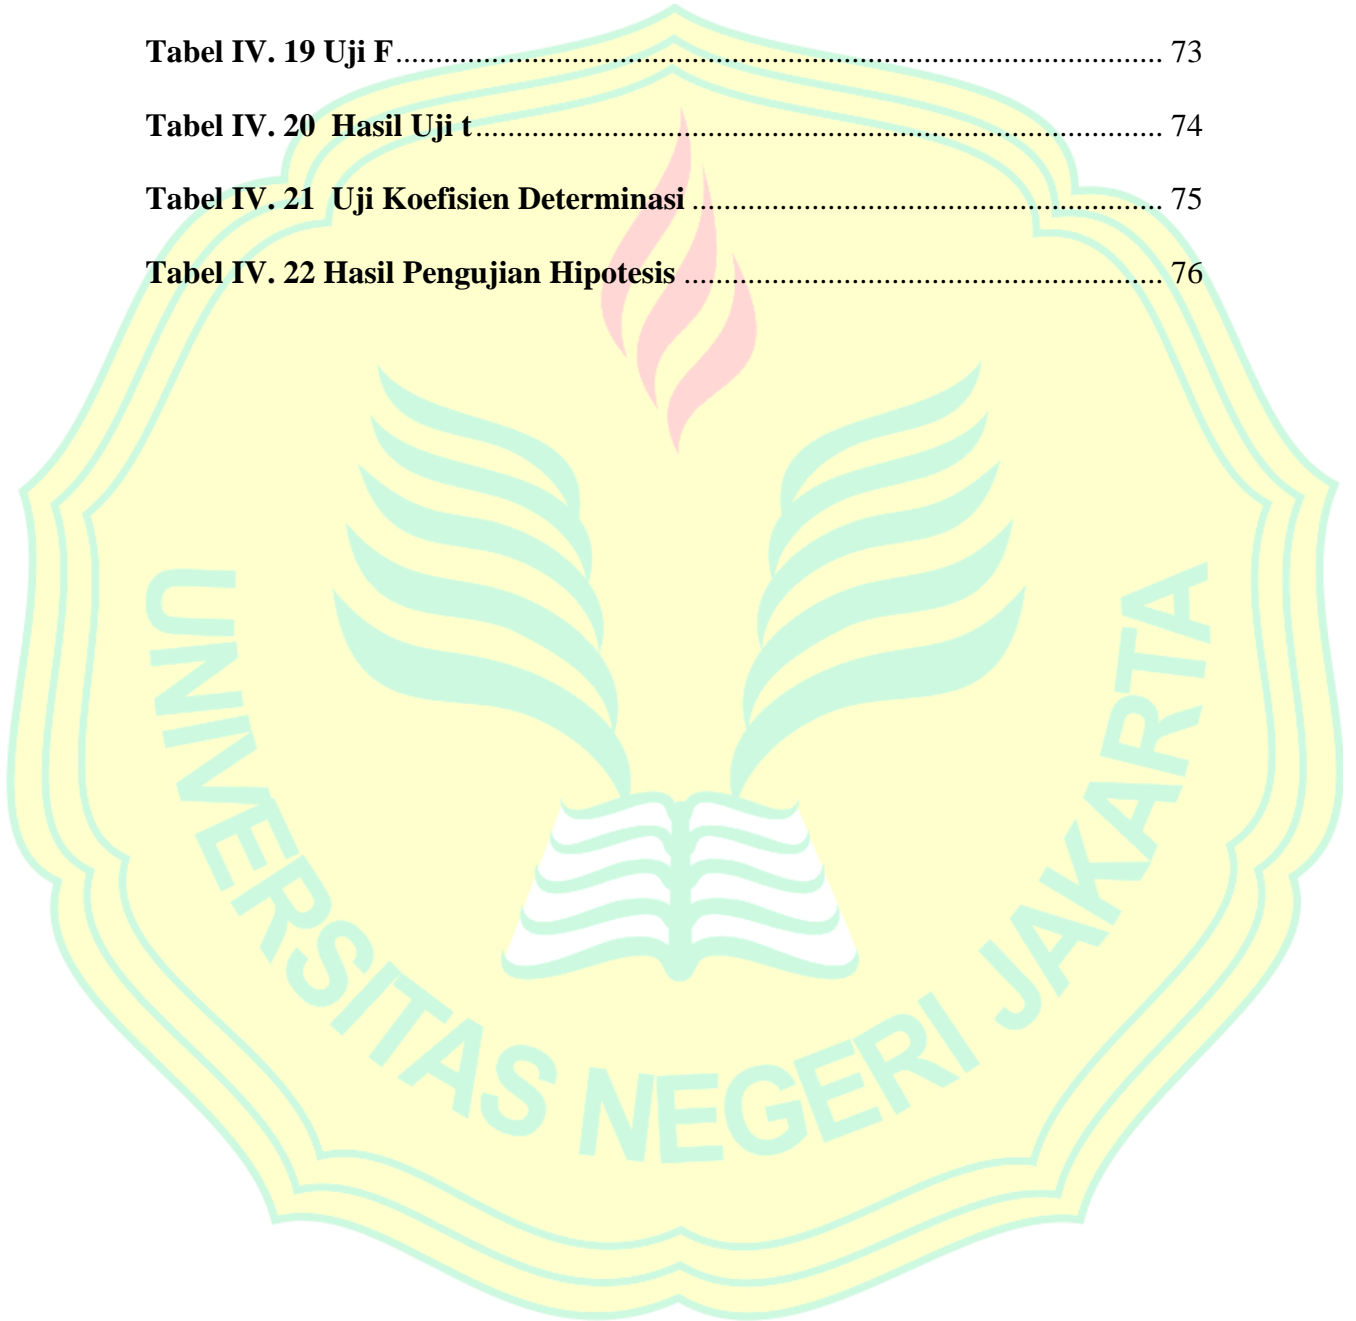 Tabel IV. 19 Uji F................................................................................................ 73
Tabel IV. 20  Hasil Uji t...................................................................................... 74
Tabel IV. 21  Uji Koefisien Determinasi ........................................................... 75
Tabel IV. 22 Hasil Pengujian Hipotesis ............................................................ 76
UNIVERSITAS NEGERI JAKARTA